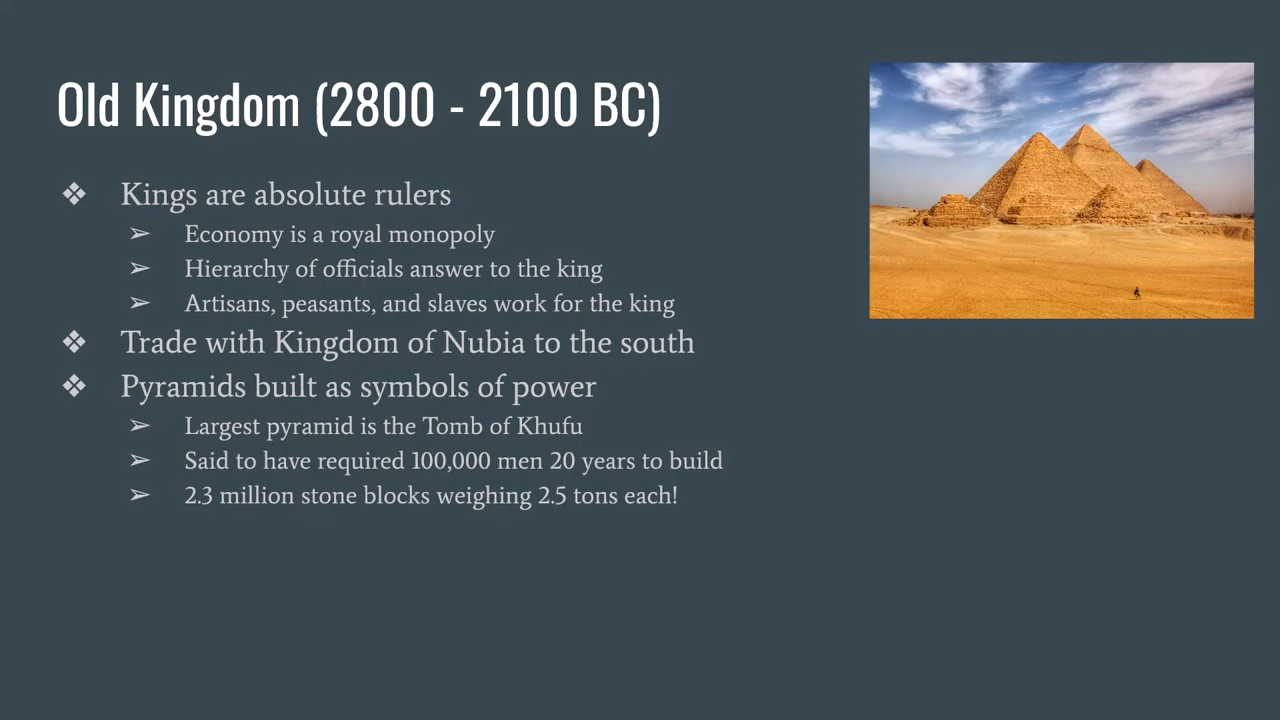 Old Kingdom (2800 - 2100 BC)
❖ Kings are absolute rulers
➢ Economy is a royal monopoly
➢ Hierarchy of officials answer to the king
➢ Artisans, peasants, and slaves work for the king
❖ Trade with Kingdom of Nubia to the south
❖ Pyramids built as symbols of power
➢ Largest pyramid is the Tomb of Khufu
➢ Said to have required 100,000 men 20 years to build
➢ 2.3 million stone blocks weighing 2.5 tons each!